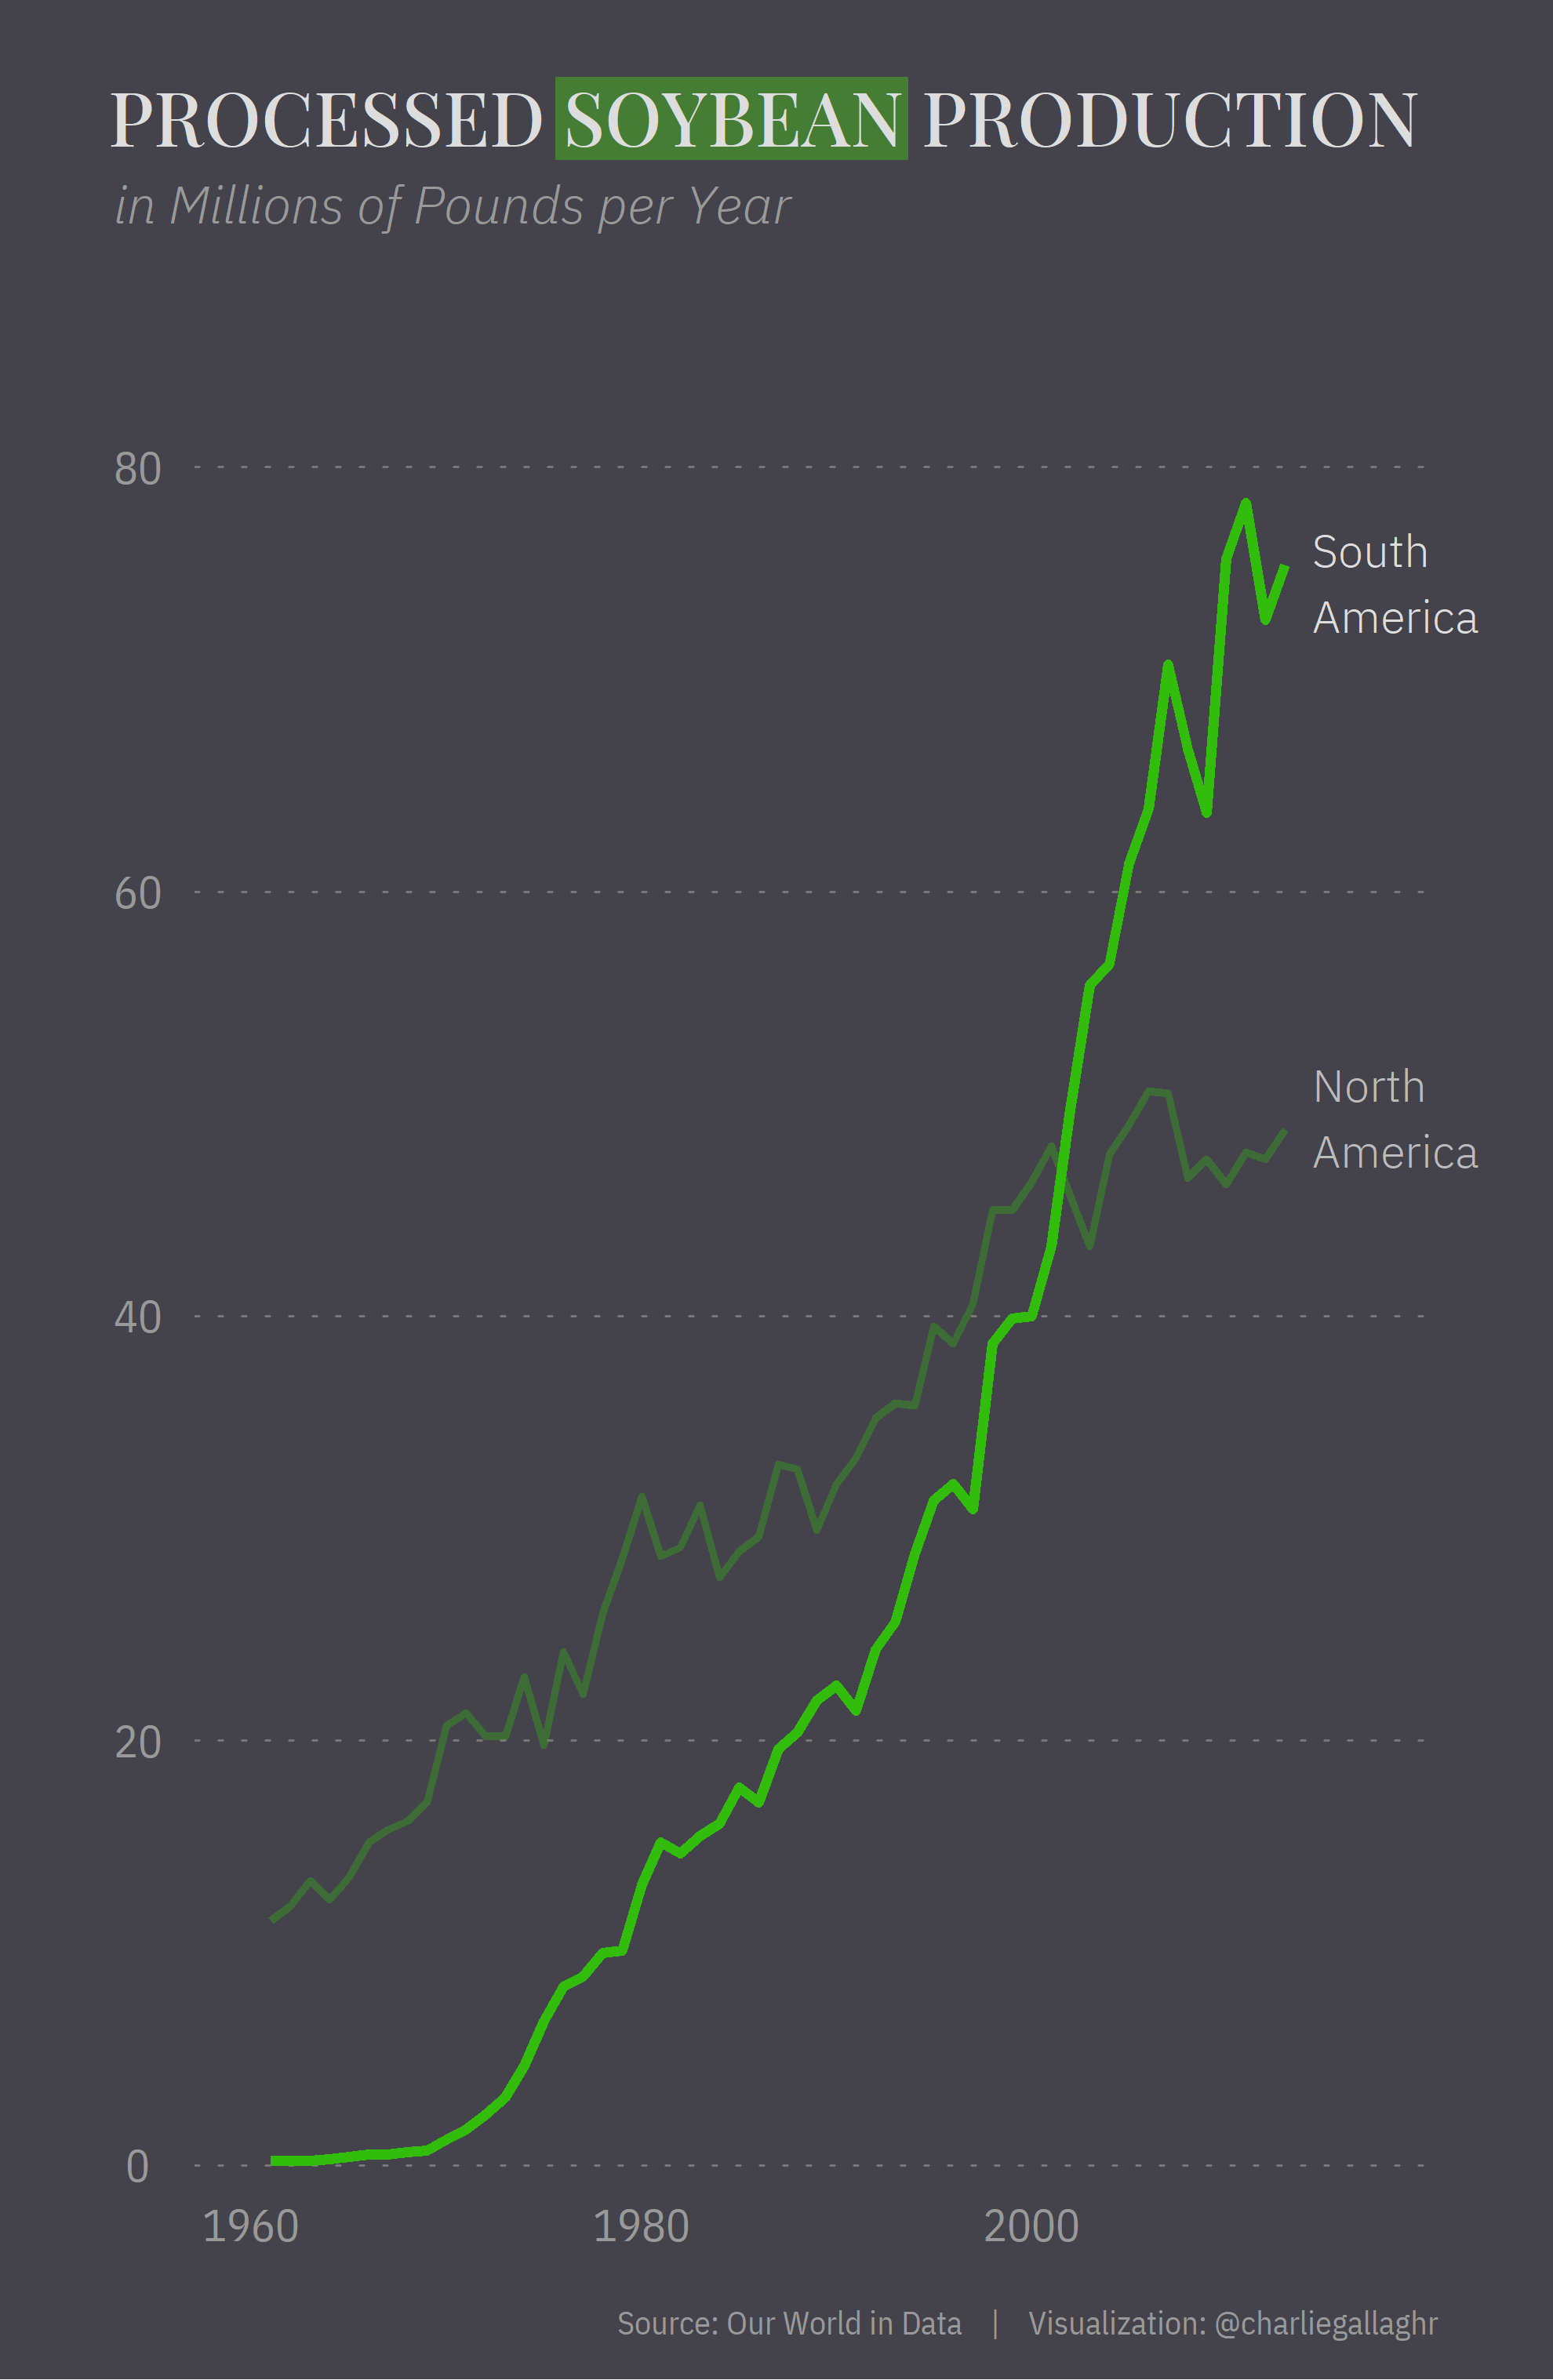 PROCESSED SOYBEAN PRODUCTION
in Millions of Pounds per Year
80
South
America
60
North
America
40
20
0
1960 1980 2000
Source: Our World in Data | Visualization: @charliegallaghr